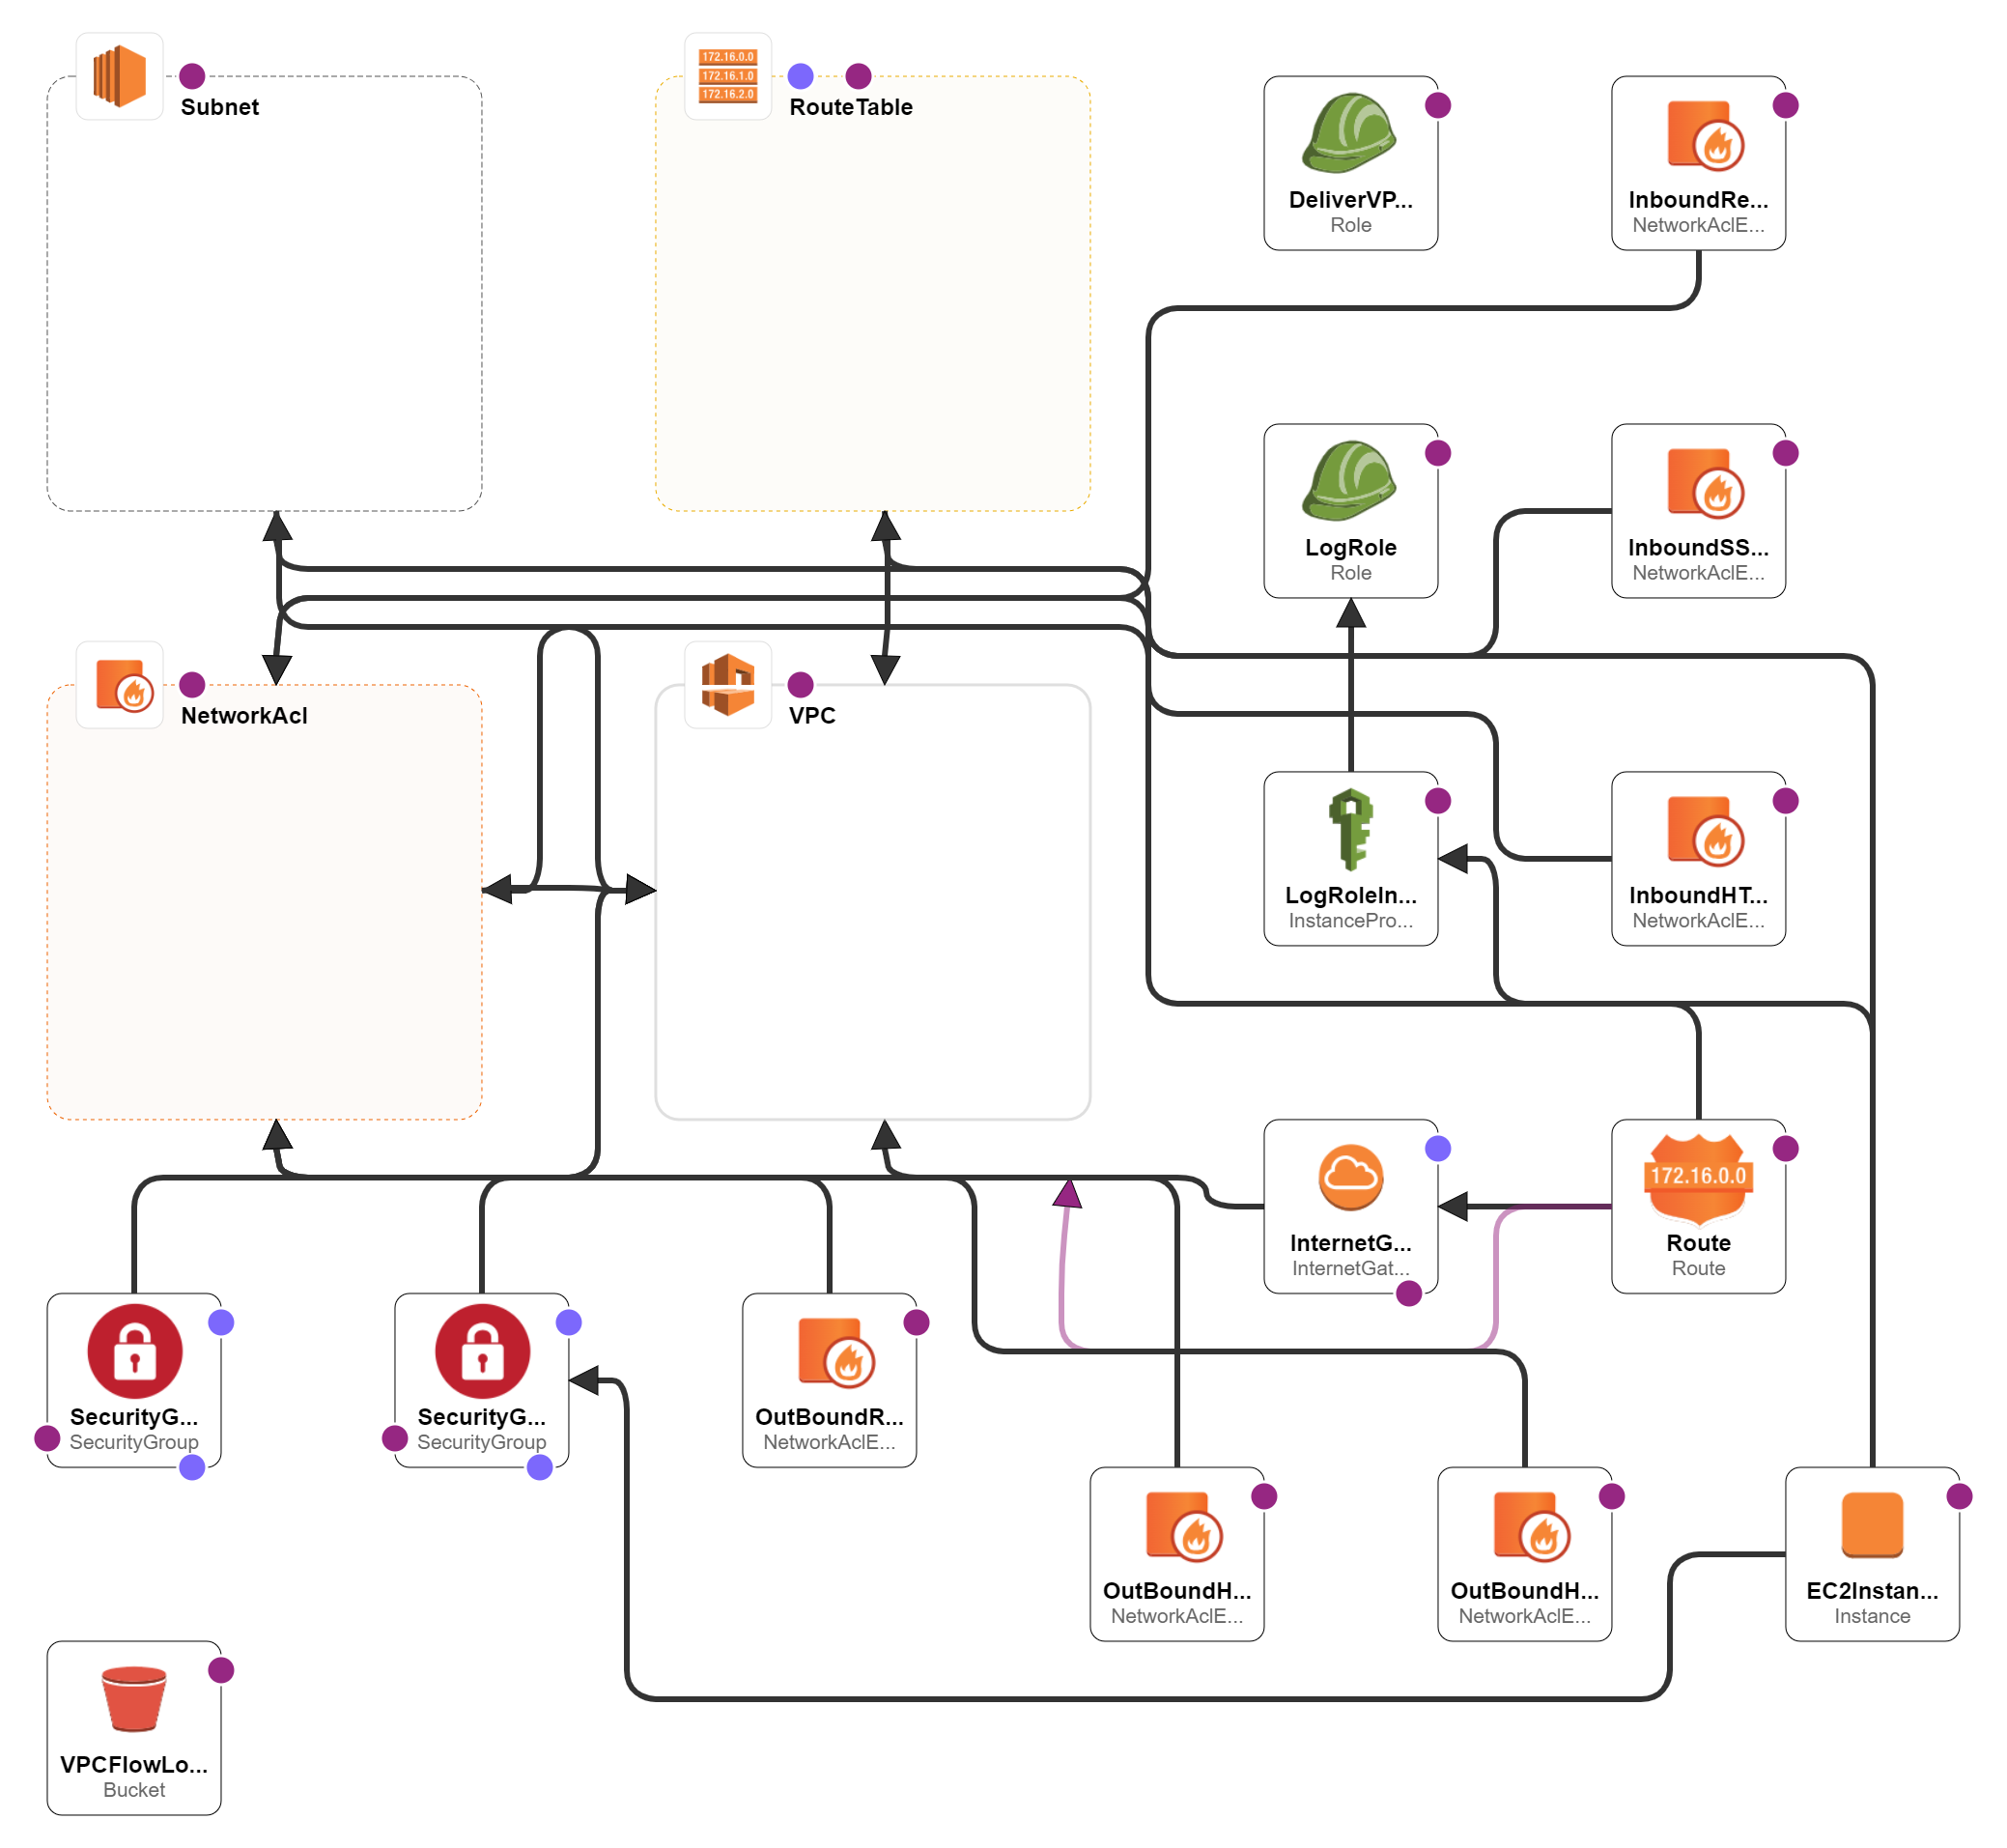 Subnet
172.16.0.0
172.16.1.0
172.16.2.0
RouteTable
DeliverVP...
Role
InboundRe...
NetworkAclE...
LogRole
Role
InboundSS...
NetworkAclE...
NetworkAcl
VPC
LogRoleIn...
InstancePro...
InboundHT...
NetworkAclE...
InternetG...
InternetGat...
172.16.0.0
Route
Route
SecurityG...
SecurityGroup
SecurityG...
SecurityGroup
OutBoundR...
NetworkAclE...
OutBoundH...
NetworkAclE...
OutBoundH...
NetworkAclE...
EC2Instan...
Instance
VPCFlowLo...
Bucket